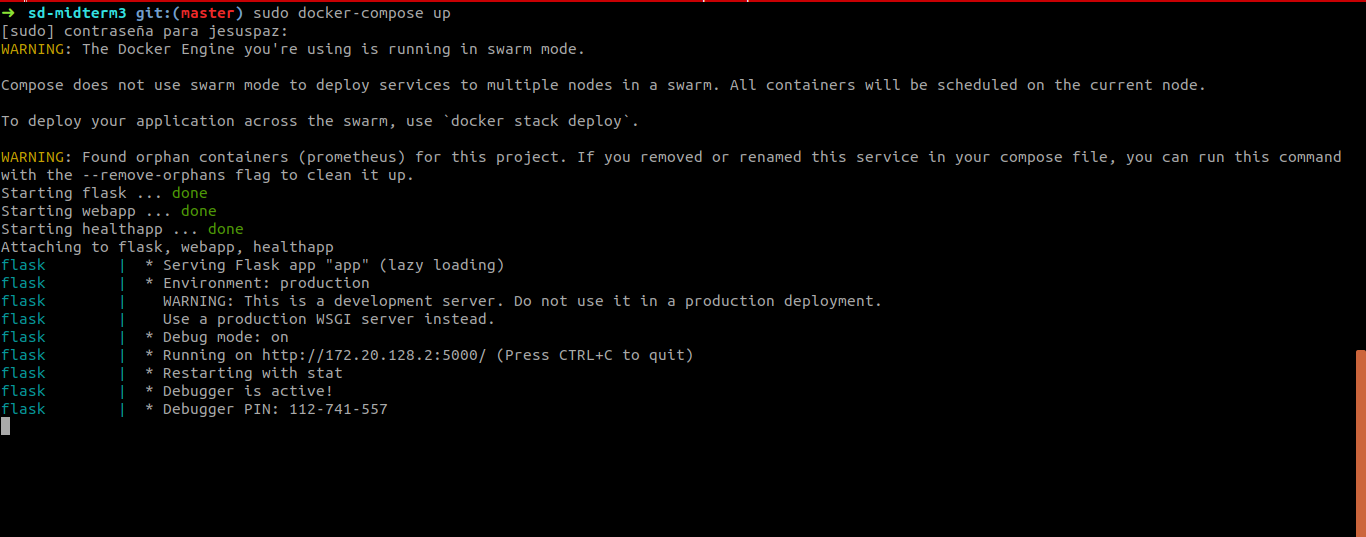 ➜ sd-midterm3 git:(master) sudo docker-compose up
[sudo] contraseña para jesuspaz:
WARNING: The Docker Engine you're using is running in swarm mode.
Compose does not use swarm mode to deploy services to multiple nodes in a swarm. All containers will be scheduled on the current node.
To deploy your application across the swarm, use `docker stack deploy`.
WARNING: Found orphan containers (prometheus) for this project. If you removed or renamed this service in your compose file, you can run this command
with the --remove-orphans flag to clean it up.
Starting flask ... done
Starting webapp ... done
Starting healthapp ... done
Attaching to flask, webapp, healthapp
flask | * Serving Flask app "app" (lazy loading)
flask | * Environment: production
flask | WARNING: This is a development server. Do not use it in a production deployment.
flask | Use a production WSGI server instead.
flask | * Debug mode: on
flask | * Running on http://172.20.128.2:5000/ (Press CTRL+C to quit)
flask | * Restarting with stat
flask | * Debugger is active!
flask | * Debugger PIN: 112-741-557